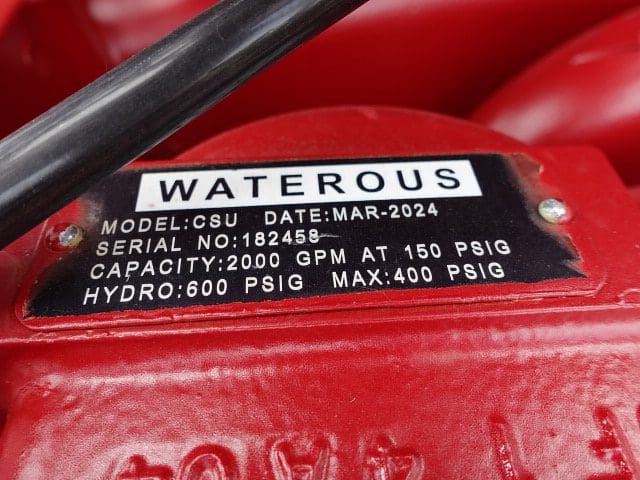 WATEROUS
MODEL:CSU DATE:MAR-2024
SERIAL NO:182458
CAPACITY:2000 GPM AT 150 PSIG
HYDRO:600 PSIG MAX:400 PSIG